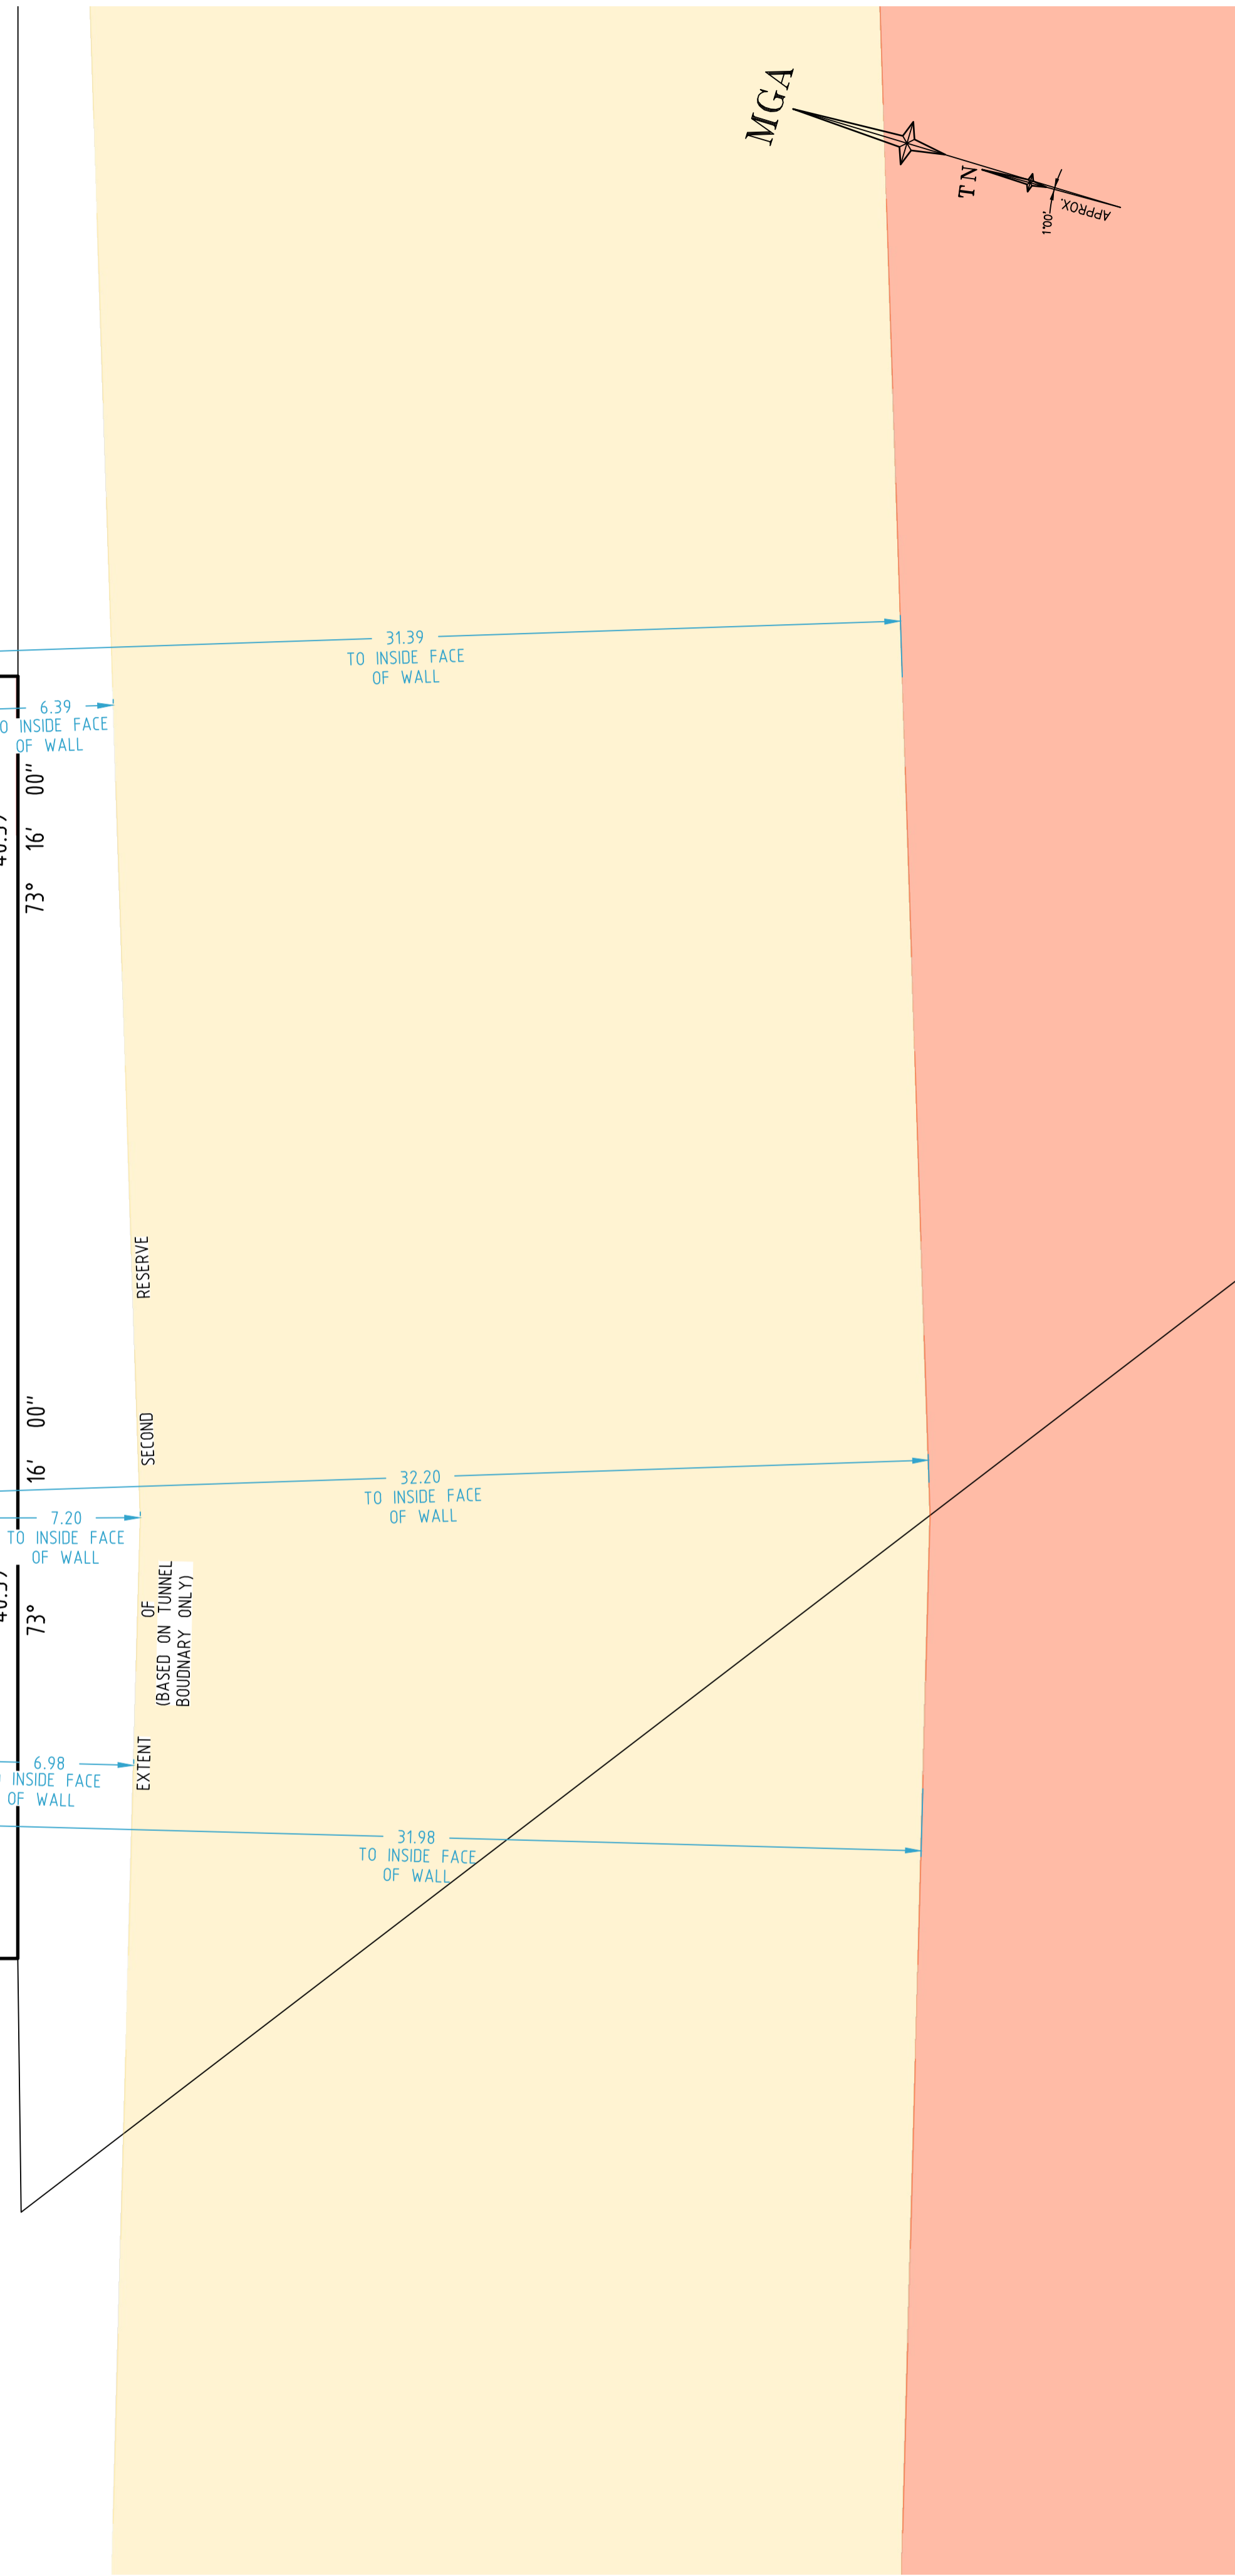 MGA
TN
1°00'
APPROX.
31.39
TO INSIDE FACE
OF WALL
6.39
INSIDE FACE
OF WALL
73° 16' 00"
RESERVE
SECOND
32.20
TO INSIDE FACE
OF WALL
7.20
TO INSIDE FACE
OF WALL
73° 16' 00"
OF
(BASED ON TUNNEL
BOUDNARY ONLY)
EXTENT
6.98
INSIDE FACE
OF WALL
31.98
TO INSIDE FACE
OF WALL